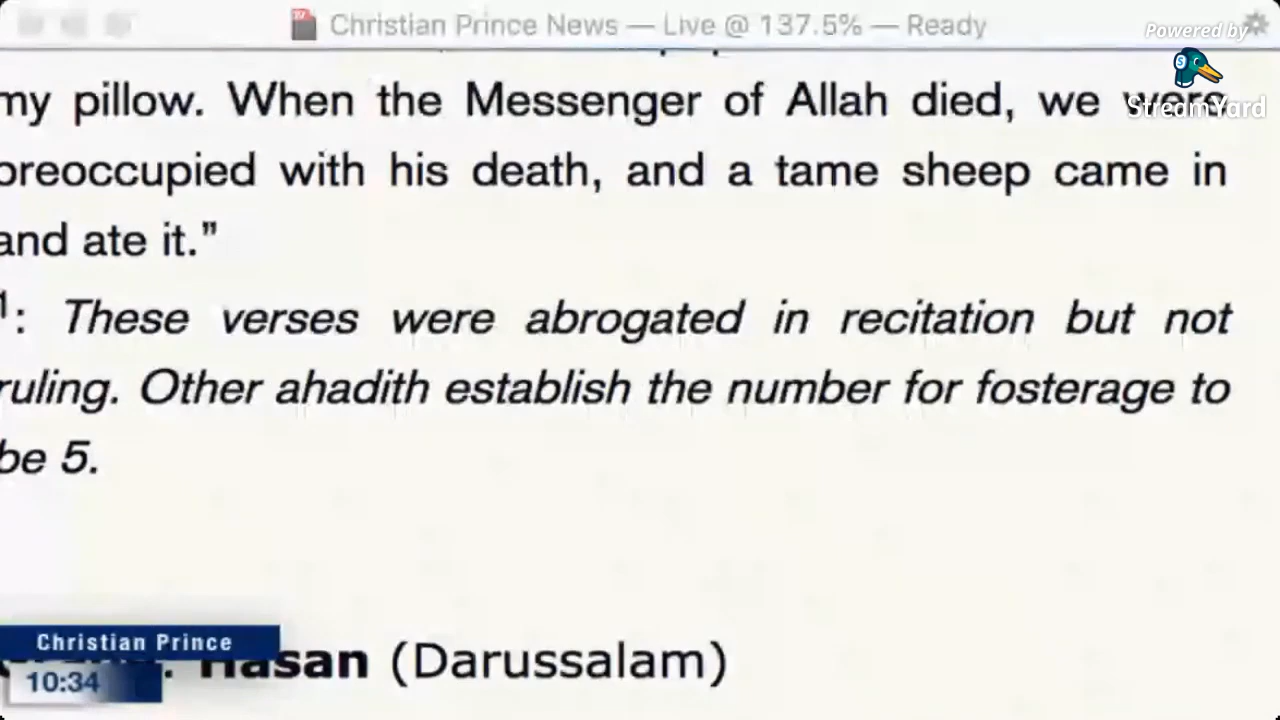 Christian Prince News — Live @ 137.5% — Ready
Powered by
StreamYard
my pillow. When the Messenger of Allah died, we were
preoccupied with his death, and a tame sheep came in
and ate it.”
1: These verses were abrogated in recitation but not
ruling. Other ahadith establish the number for fosterage to
be 5.
Hasan (Darussalam)
Christian Prince
10:34